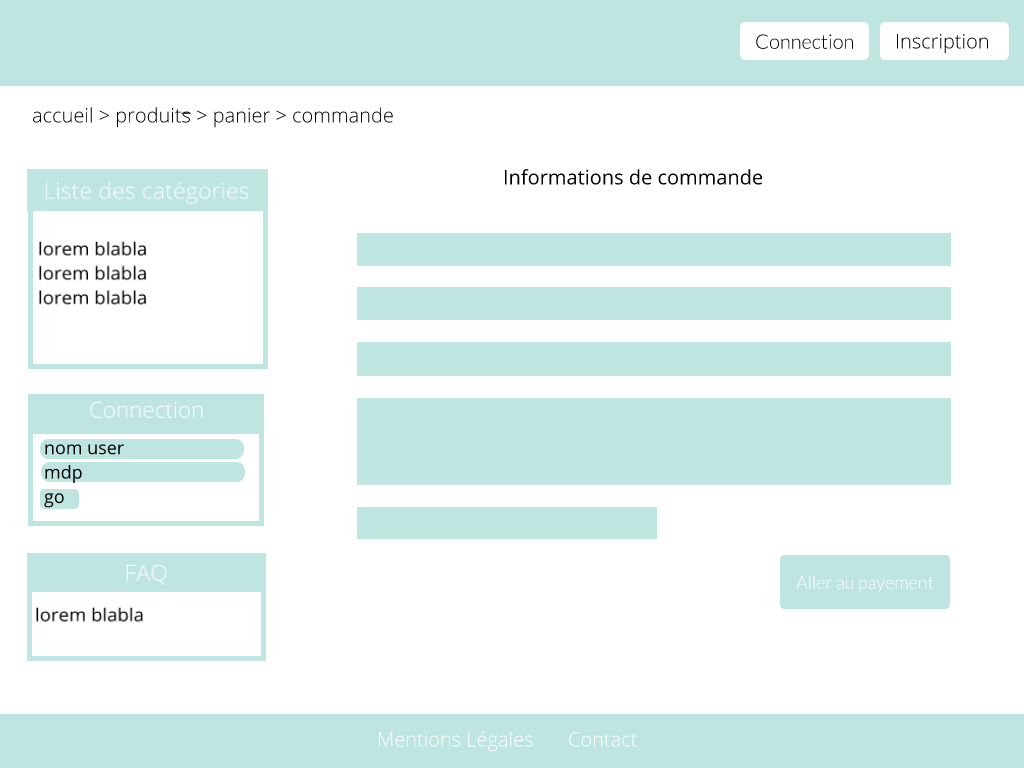 Connection
Inscription
accueil > produits > panier > commande
Informations de commande
Liste des catégories
lorem blabla
lorem blabla
lorem blabla
Connection
nom user
mdp
go
FAQ
lorem blabla
Aller au payement
Mentions Légales
Contact